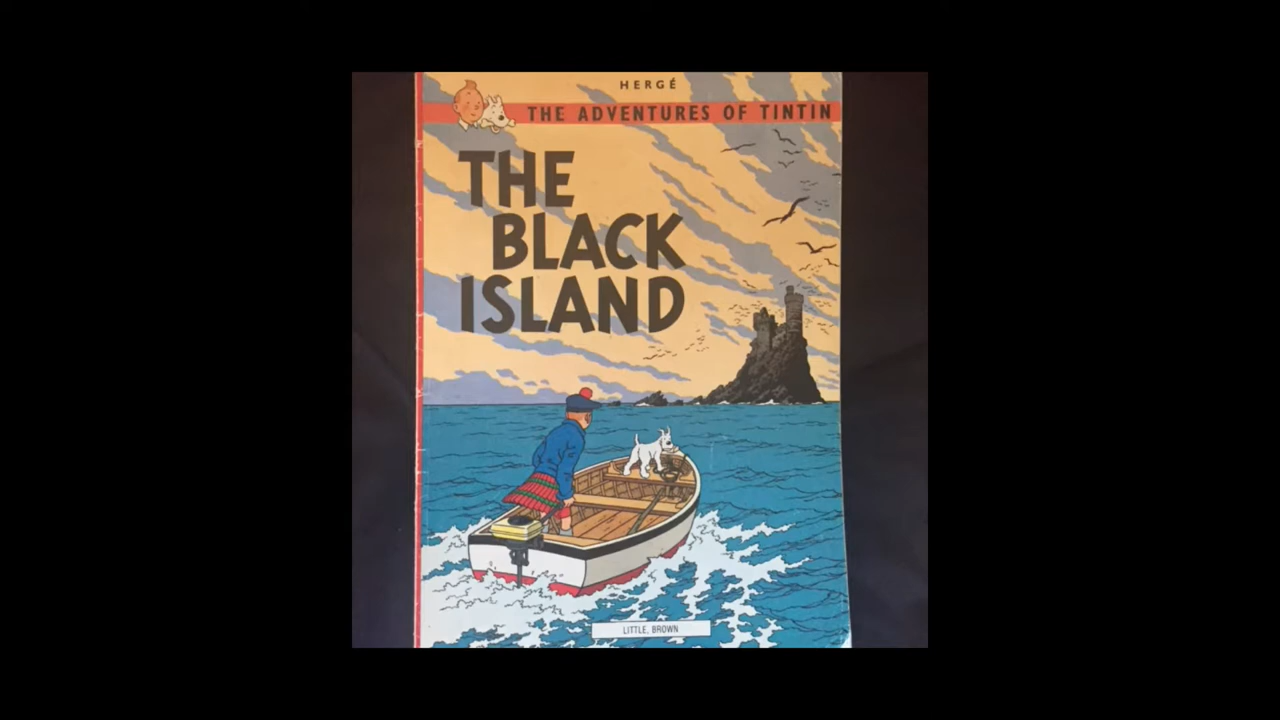 HERGÉ
THE ADVENTURES OF TINTIN
THE
BLACK
ISLAND
LITTLE, BROWN